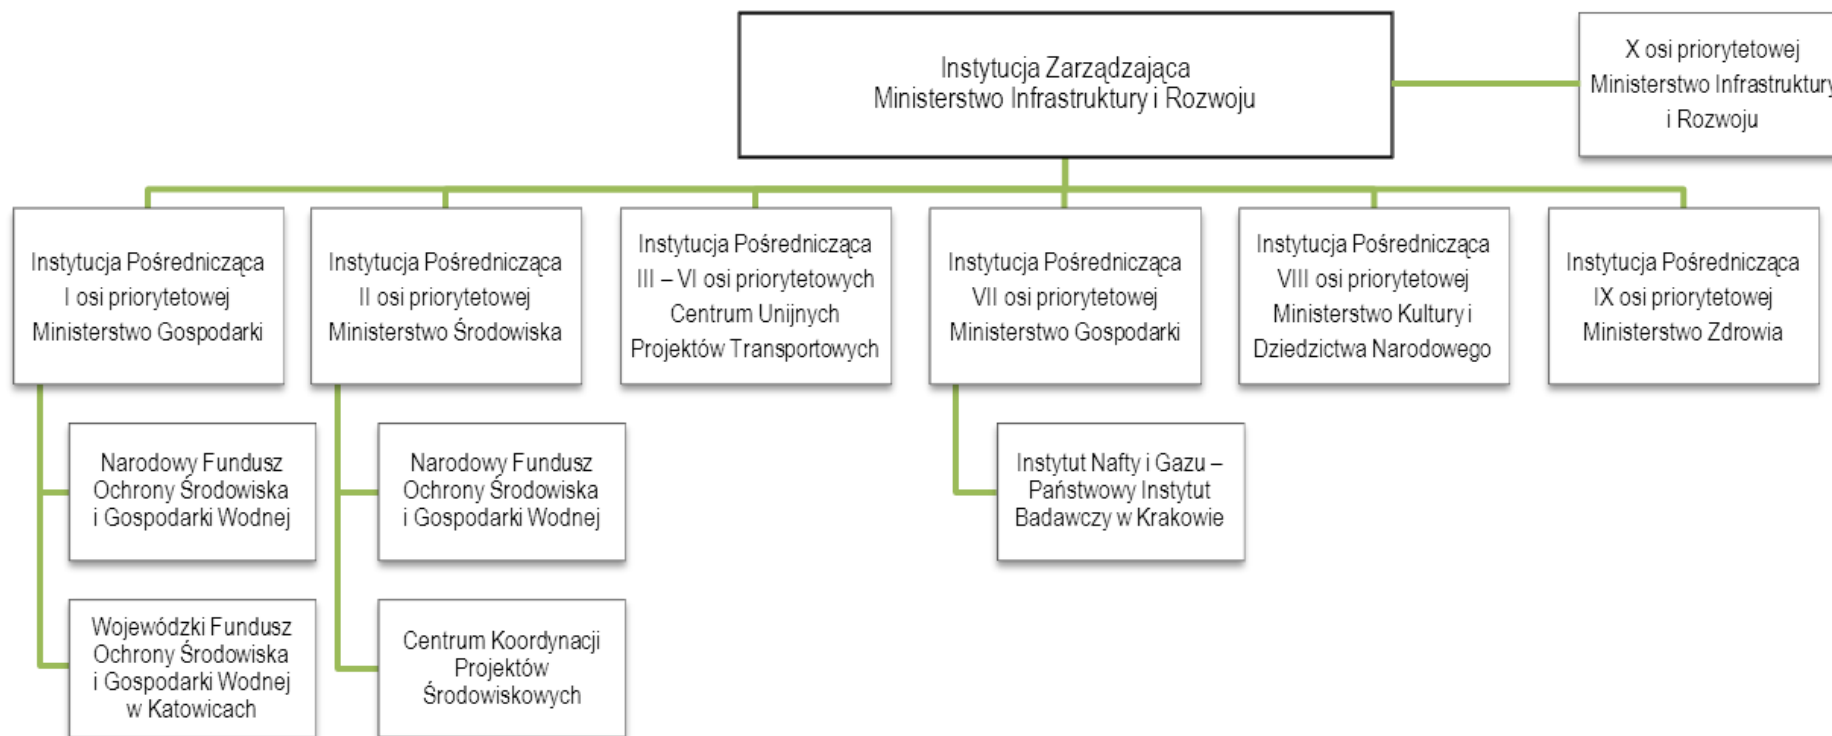 Instytucja Zarządzająca
Ministerstwo Infrastruktury i Rozwoju
X osi priorytetowej
Ministerstwo Infrastruktury
i Rozwoju
Instytucja Pośrednicząca
I osi priorytetowej
Ministerstwo Gospodarki
Instytucja Pośrednicząca
II osi priorytetowej
Ministerstwo Środowiska
Instytucja Pośrednicząca
III – VI osi priorytetowych
Centrum Unijnych
Projektów Transportowych
Instytucja Pośrednicząca
VII osi priorytetowej
Ministerstwo Gospodarki
Instytucja Pośrednicząca
VIII osi priorytetowej
Ministerstwo Kultury i
Dziedzictwa Narodowego
Instytucja Pośrednicząca
IX osi priorytetowej
Ministerstwo Zdrowia
Narodowy Fundusz
Ochrony Środowiska
i Gospodarki Wodnej
Narodowy Fundusz
Ochrony Środowiska
i Gospodarki Wodnej
Instytut Nafty i Gazu –
Państwowy Instytut
Badawczy w Krakowie
Wojewódzki Fundusz
Ochrony Środowiska
i Gospodarki Wodnej
w Katowicach
Centrum Koordynacji
Projektów
Środowiskowych